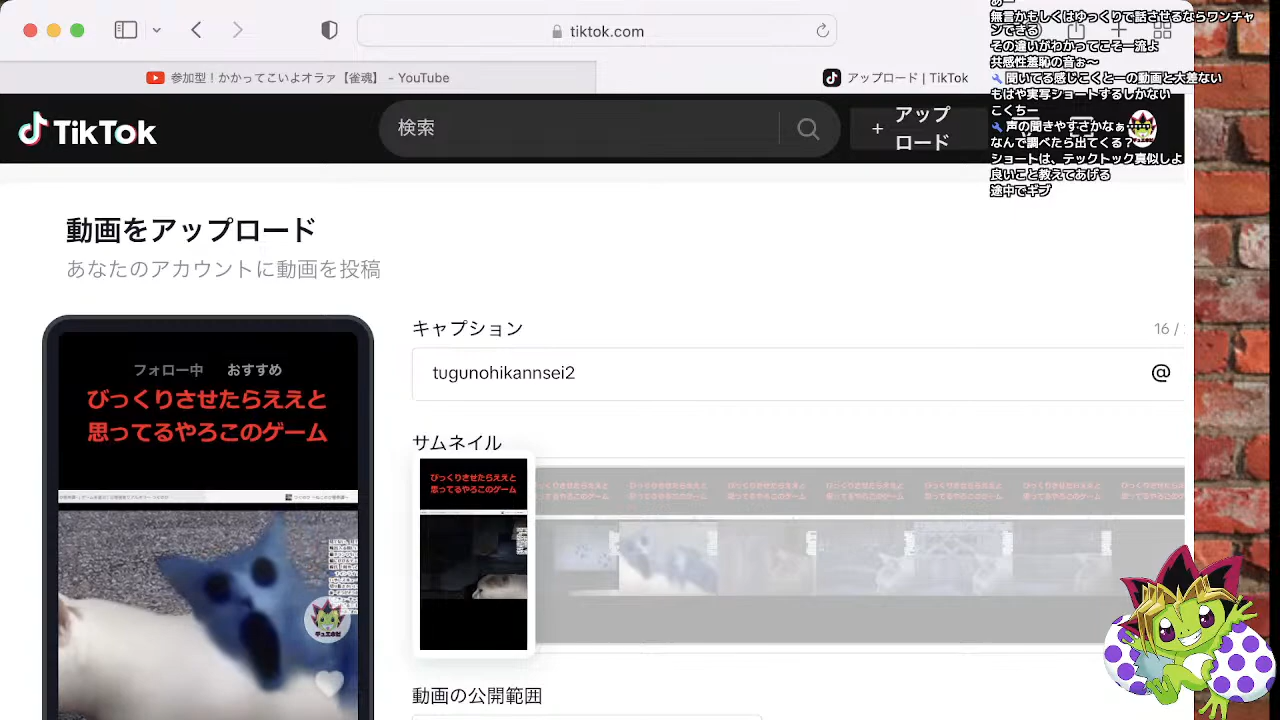 tiktok.com
参加型！かかってこいよオラァ【雀魂】 – YouTube
アップロード | TikTok
TikTok
検索
+ アップ
ロード
無言かもしくはゆっくりで話させるならワンチャ
ンできる
その違いがわかってこそ一流よ
共感性羞恥の音ぉ〜
聞いてる感じこくとーの動画と大差ない
もはや実写ショートするしかない
こくちー
声の聞きやすさかなぁ……
なんで調べたら出てくる？
ショートは、テックトック真似しよ
良いこと教えてあげる
途中でギブ
動画をアップロード
あなたのアカウントに動画を投稿
キャプション
16 /
tugunohikannsei2
@
フォロー中 おすすめ
びっくりさせたらええと
思ってるやろこのゲーム
サムネイル
びっくりさせたらええと
思ってるやろこのゲーム
動画の公開範囲